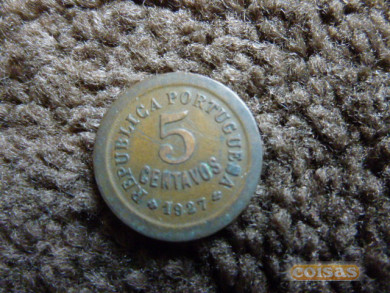 REPUBLICA PORTUGUESA
5
CENTAVOS
* 1927 *
coisas